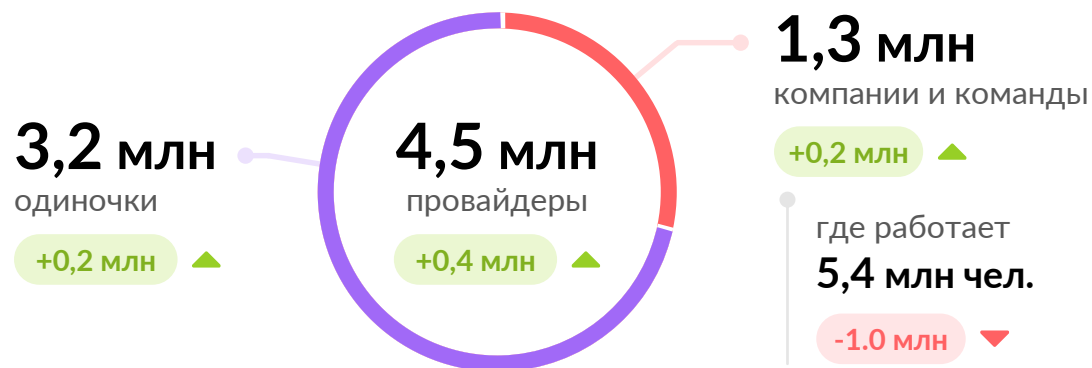 3,2 млн
одиночки
+0,2 млн
4,5 млн
провайдеры
+0,4 млн
1,3 млн
компании и команды
+0,2 млн
где работает
5,4 млн чел.
-1.0 млн